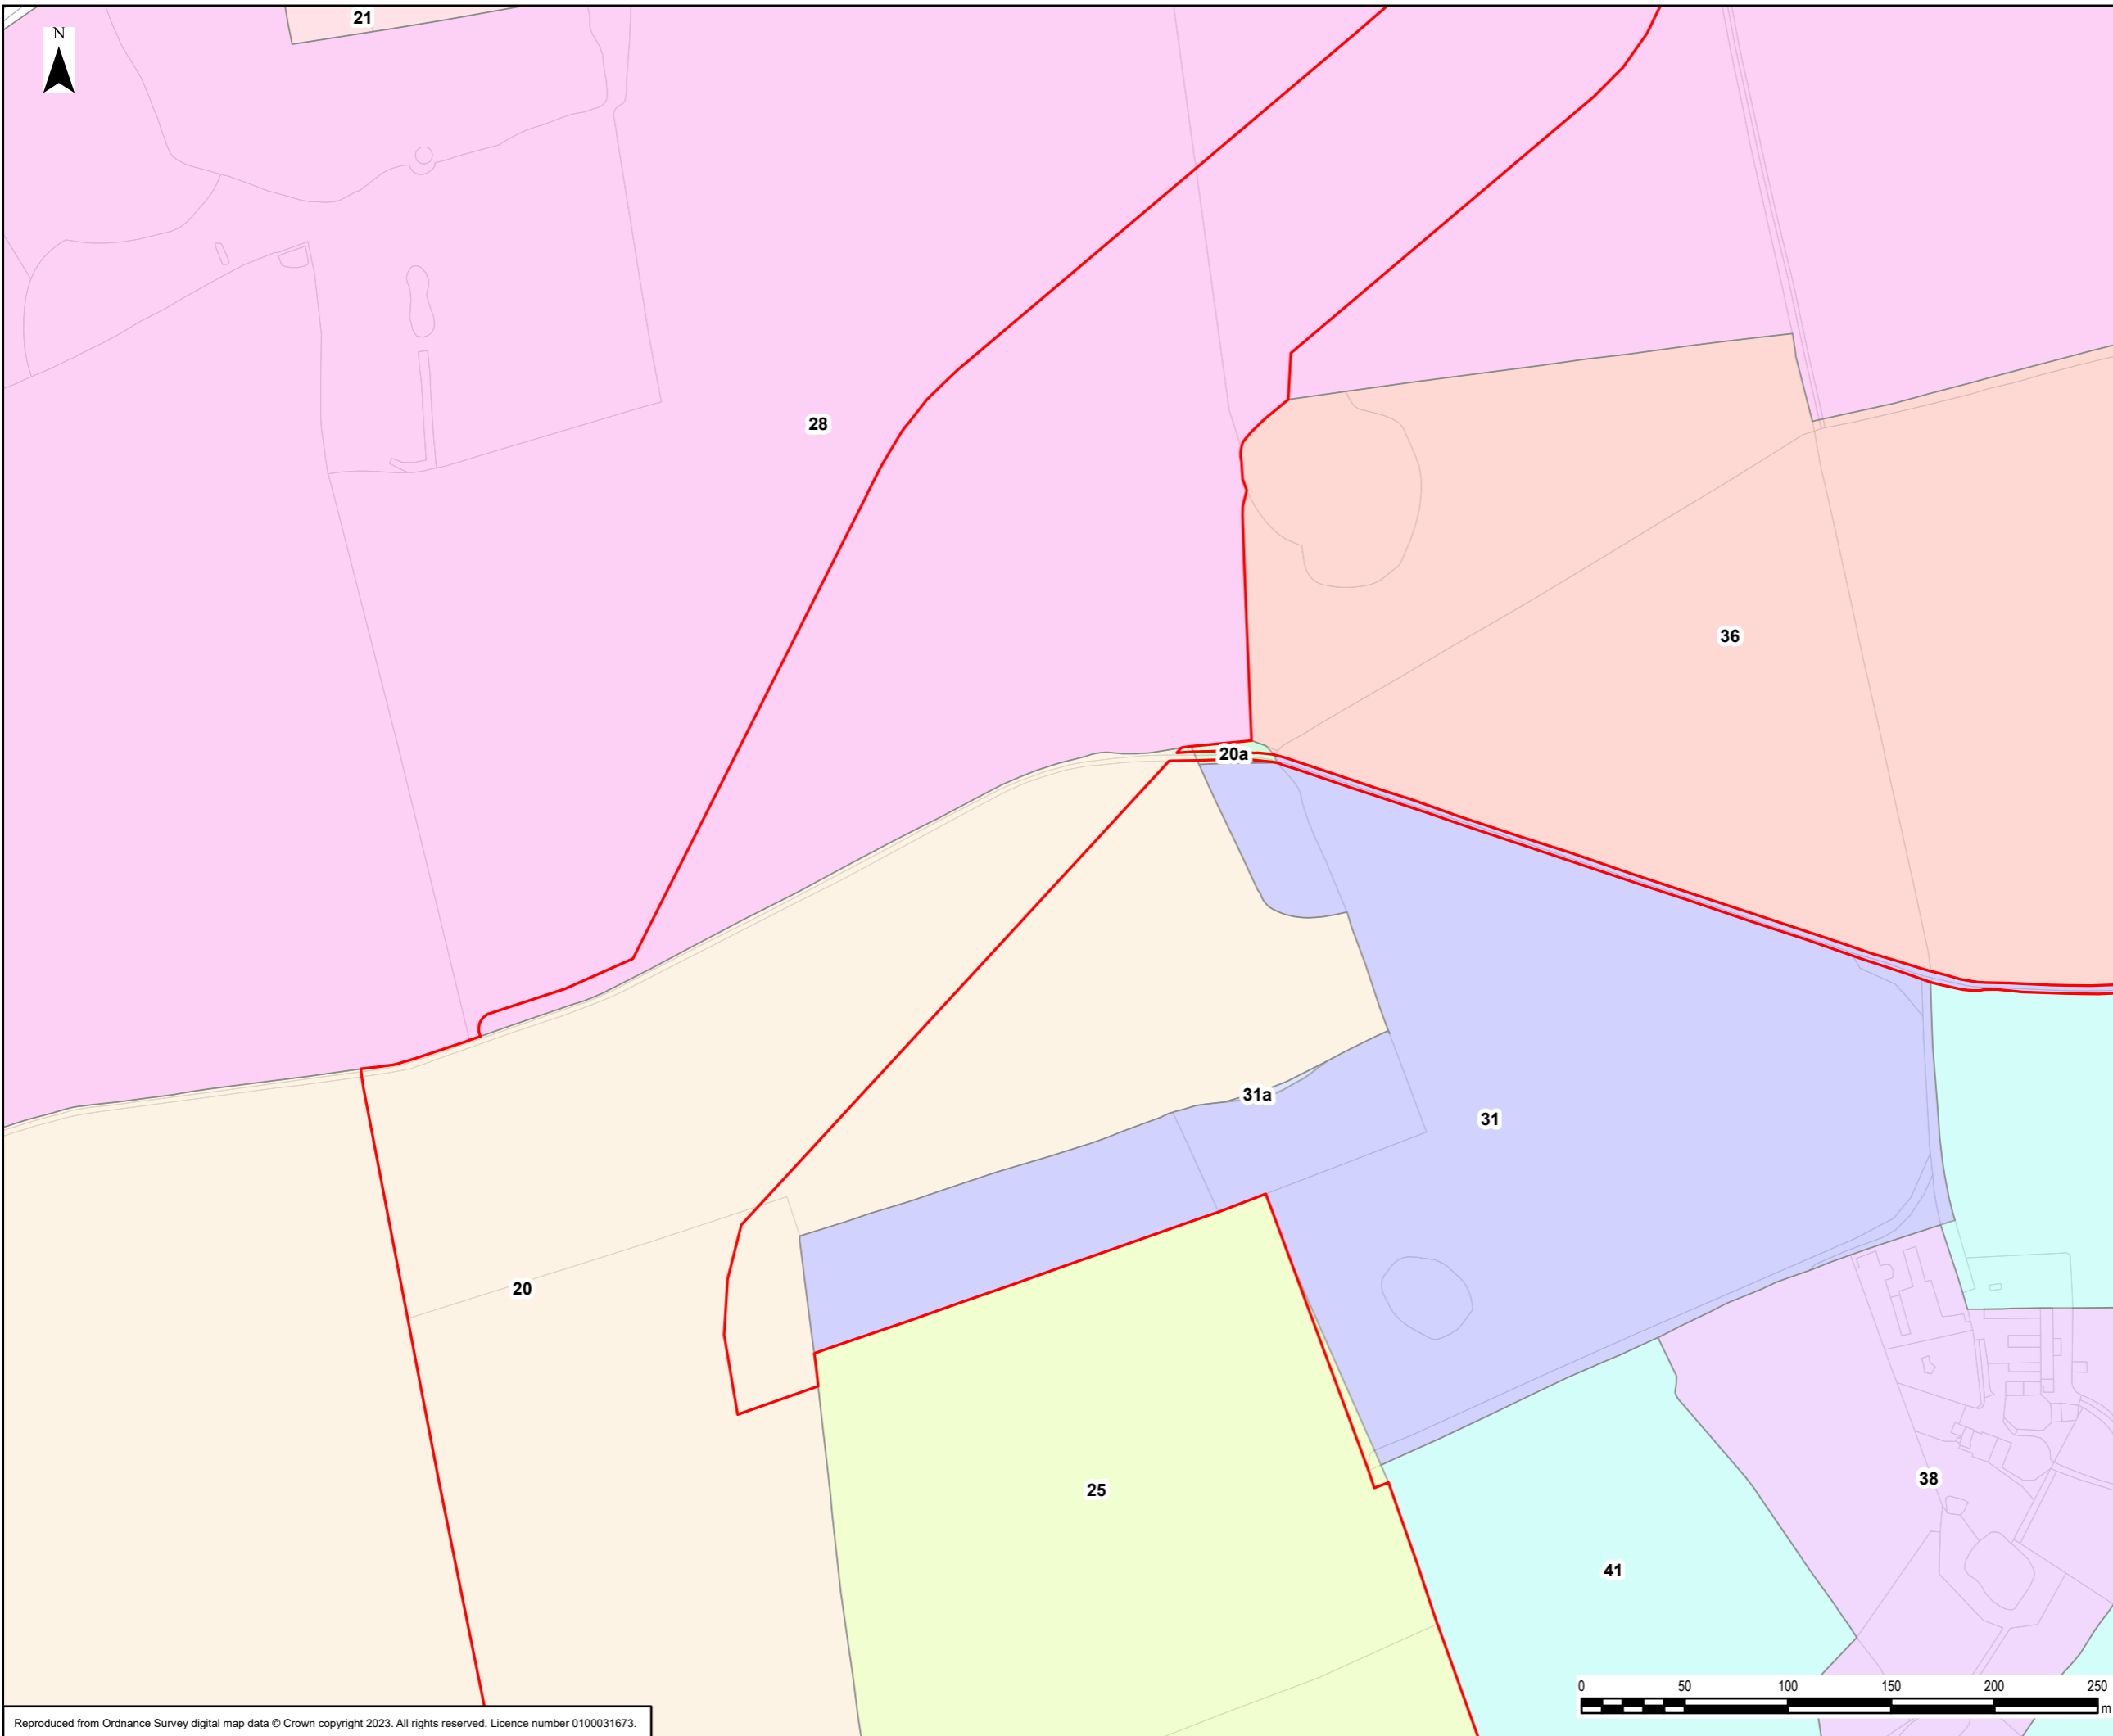 21
N
28
36
20a
31a
31
20
25
38
41
0 50 100 150 200 250
m
Reproduced from Ordnance Survey digital map data © Crown copyright 2023. All rights reserved. Licence number 0100031673.